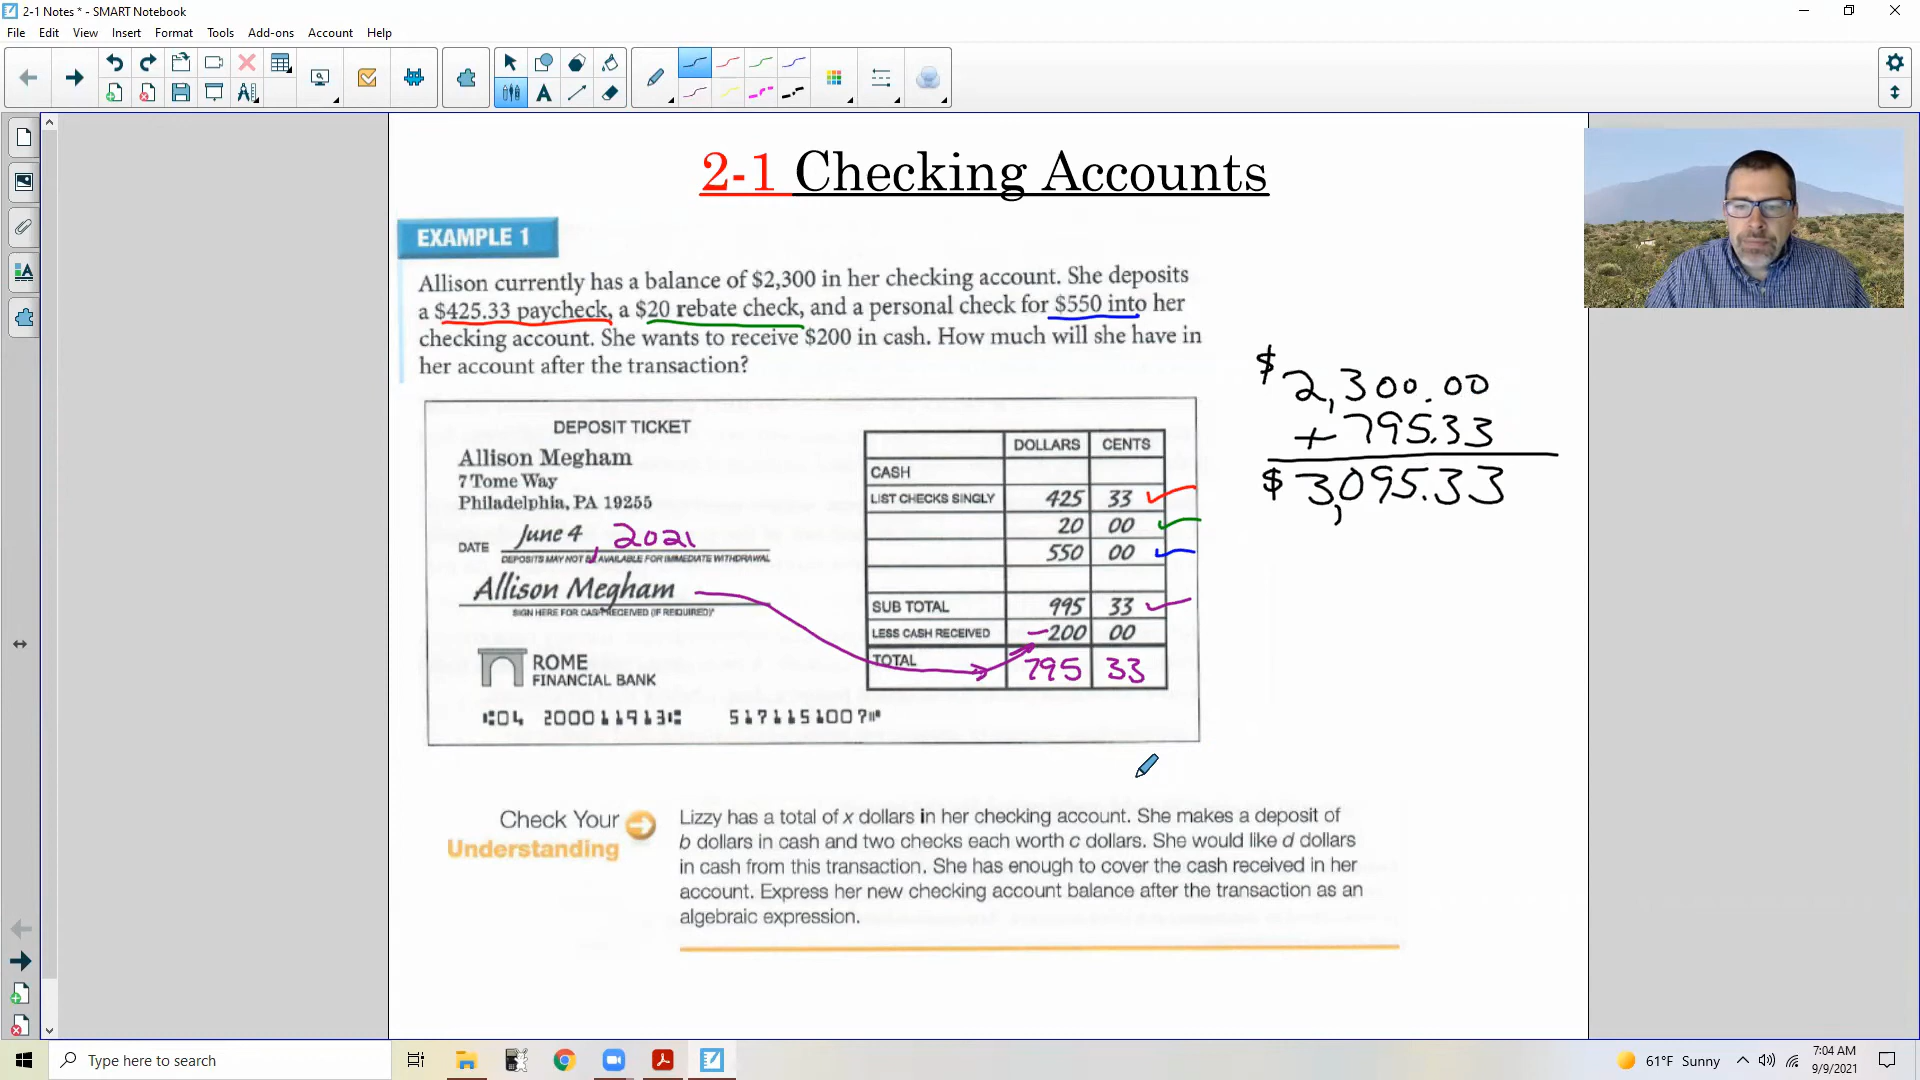 2-1 Notes * - SMART Notebook
File Edit View Insert Format Tools Add-ons Account Help
2-1 Checking Accounts
EXAMPLE 1
Allison currently has a balance of $2,300 in her checking account. She deposits
a $425.33 paycheck, a $20 rebate check, and a personal check for $550 into her
checking account. She wants to receive $200 in cash. How much will she have in
her account after the transaction?
$2,300.00
+ 795.33
$3,095.33
DEPOSIT TICKET
Allison Megham
7 Tome Way
Philadelphia, PA 19255
DATE June 4, 2021
DEPOSITS MAY NOT BE AVAILABLE FOR IMMEDIATE WITHDRAWAL
Allison Megham
SIGN HERE FOR CASH RECEIVED (IF REQUIRED)*
ROME
FINANCIAL BANK
04 200011913 5171151007
DOLLARS CENTS
CASH
LIST CHECKS SINGLY 425 33
20 00
550 00
SUB TOTAL 995 33
LESS CASH RECEIVED -200 00
TOTAL 795 33
Check Your
Understanding
Lizzy has a total of x dollars in her checking account. She makes a deposit of
b dollars in cash and two checks each worth c dollars. She would like d dollars
in cash from this transaction. She has enough to cover the cash received in her
account. Express her new checking account balance after the transaction as an
algebraic expression.
Type here to search
61°F Sunny
7:04 AM
9/9/2021